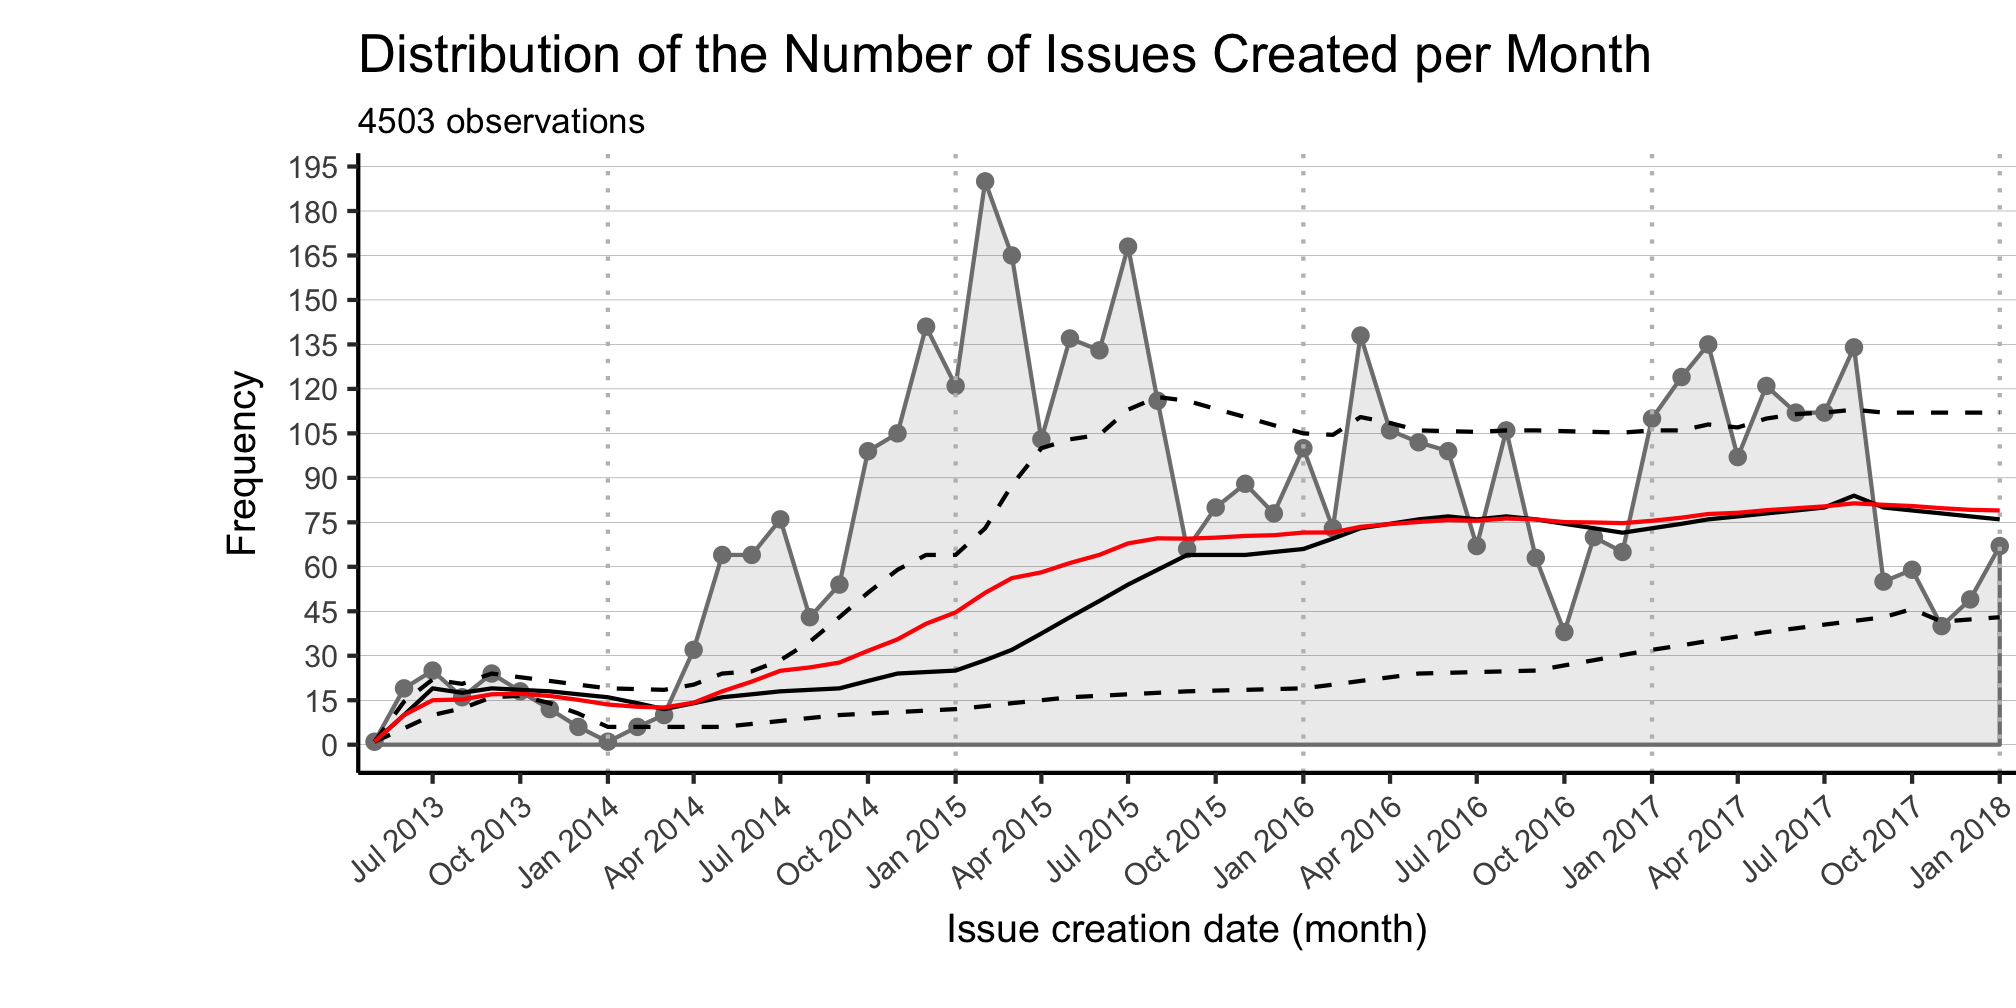 Distribution of the Number of Issues Created per Month
4503 observations
195
180
165
150
135
120
105
90
75
60
45
30
15
0
Frequency
Jul 2013
Oct 2013
Jan 2014
Apr 2014
Jul 2014
Oct 2014
Jan 2015
Apr 2015
Jul 2015
Oct 2015
Jan 2016
Apr 2016
Jul 2016
Oct 2016
Jan 2017
Apr 2017
Jul 2017
Oct 2017
Jan 2018
Issue creation date (month)